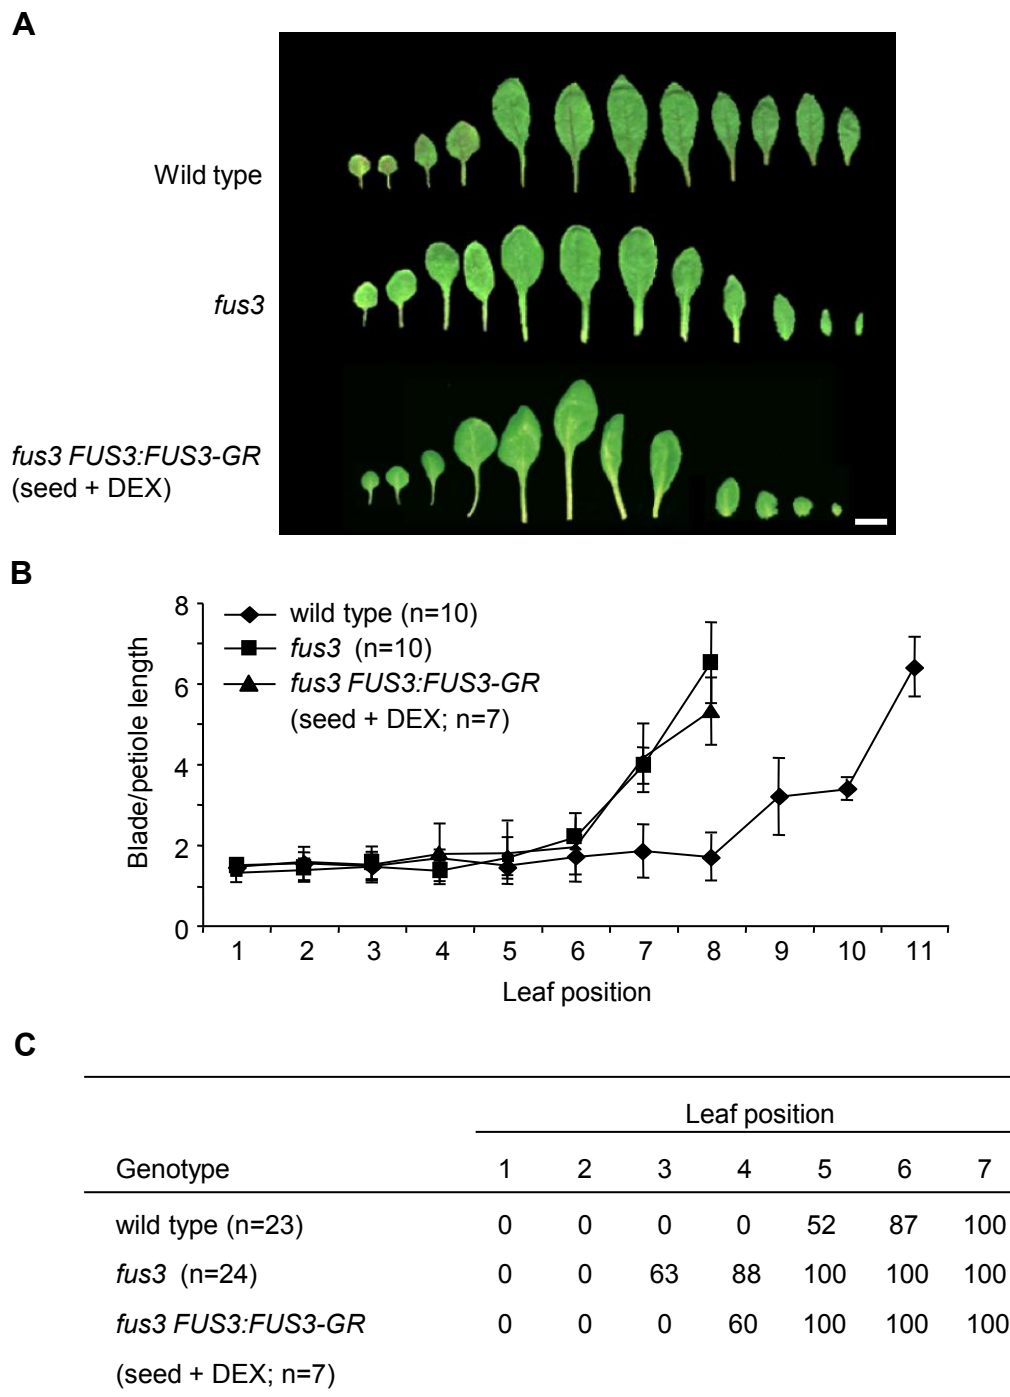 A
Wild type
fus3
fus3 FUS3:FUS3-GR
(seed + DEX)
B
Blade/petiole length
8
6
4
2
0
wild type (n=10)
fus3 (n=10)
fus3 FUS3:FUS3-GR
(seed + DEX; n=7)
1 2 3 4 5 6 7 8 9 10 11
Leaf position
C
Leaf position
Genotype 1 2 3 4 5 6 7
wild type (n=23) 0 0 0 0 52 87 100
fus3 (n=24) 0 0 63 88 100 100 100
fus3 FUS3:FUS3-GR 0 0 0 60 100 100 100
(seed + DEX; n=7)